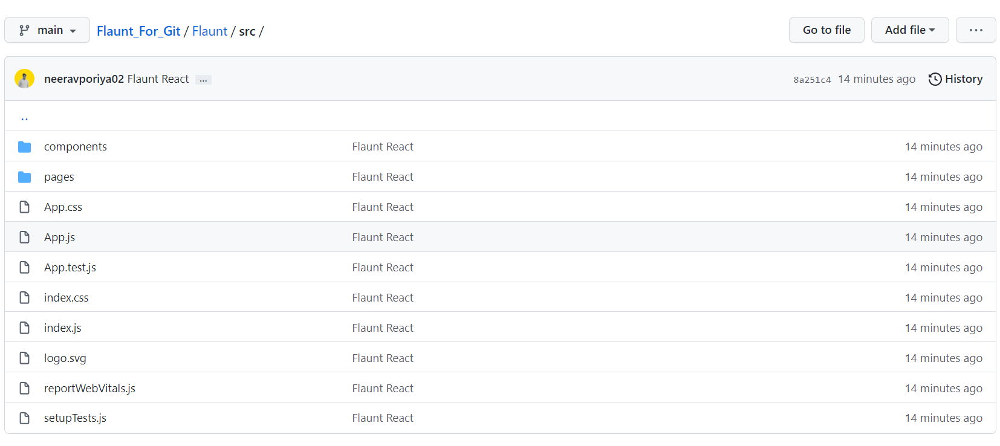 main Flaunt_For_Git / Flaunt / src / Go to file Add file ...
neeravporiya02 Flaunt React ... 8a251c4 14 minutes ago History
..
components Flaunt React 14 minutes ago
pages Flaunt React 14 minutes ago
App.css Flaunt React 14 minutes ago
App.js Flaunt React 14 minutes ago
App.test.js Flaunt React 14 minutes ago
index.css Flaunt React 14 minutes ago
index.js Flaunt React 14 minutes ago
logo.svg Flaunt React 14 minutes ago
reportWebVitals.js Flaunt React 14 minutes ago
setupTests.js Flaunt React 14 minutes ago